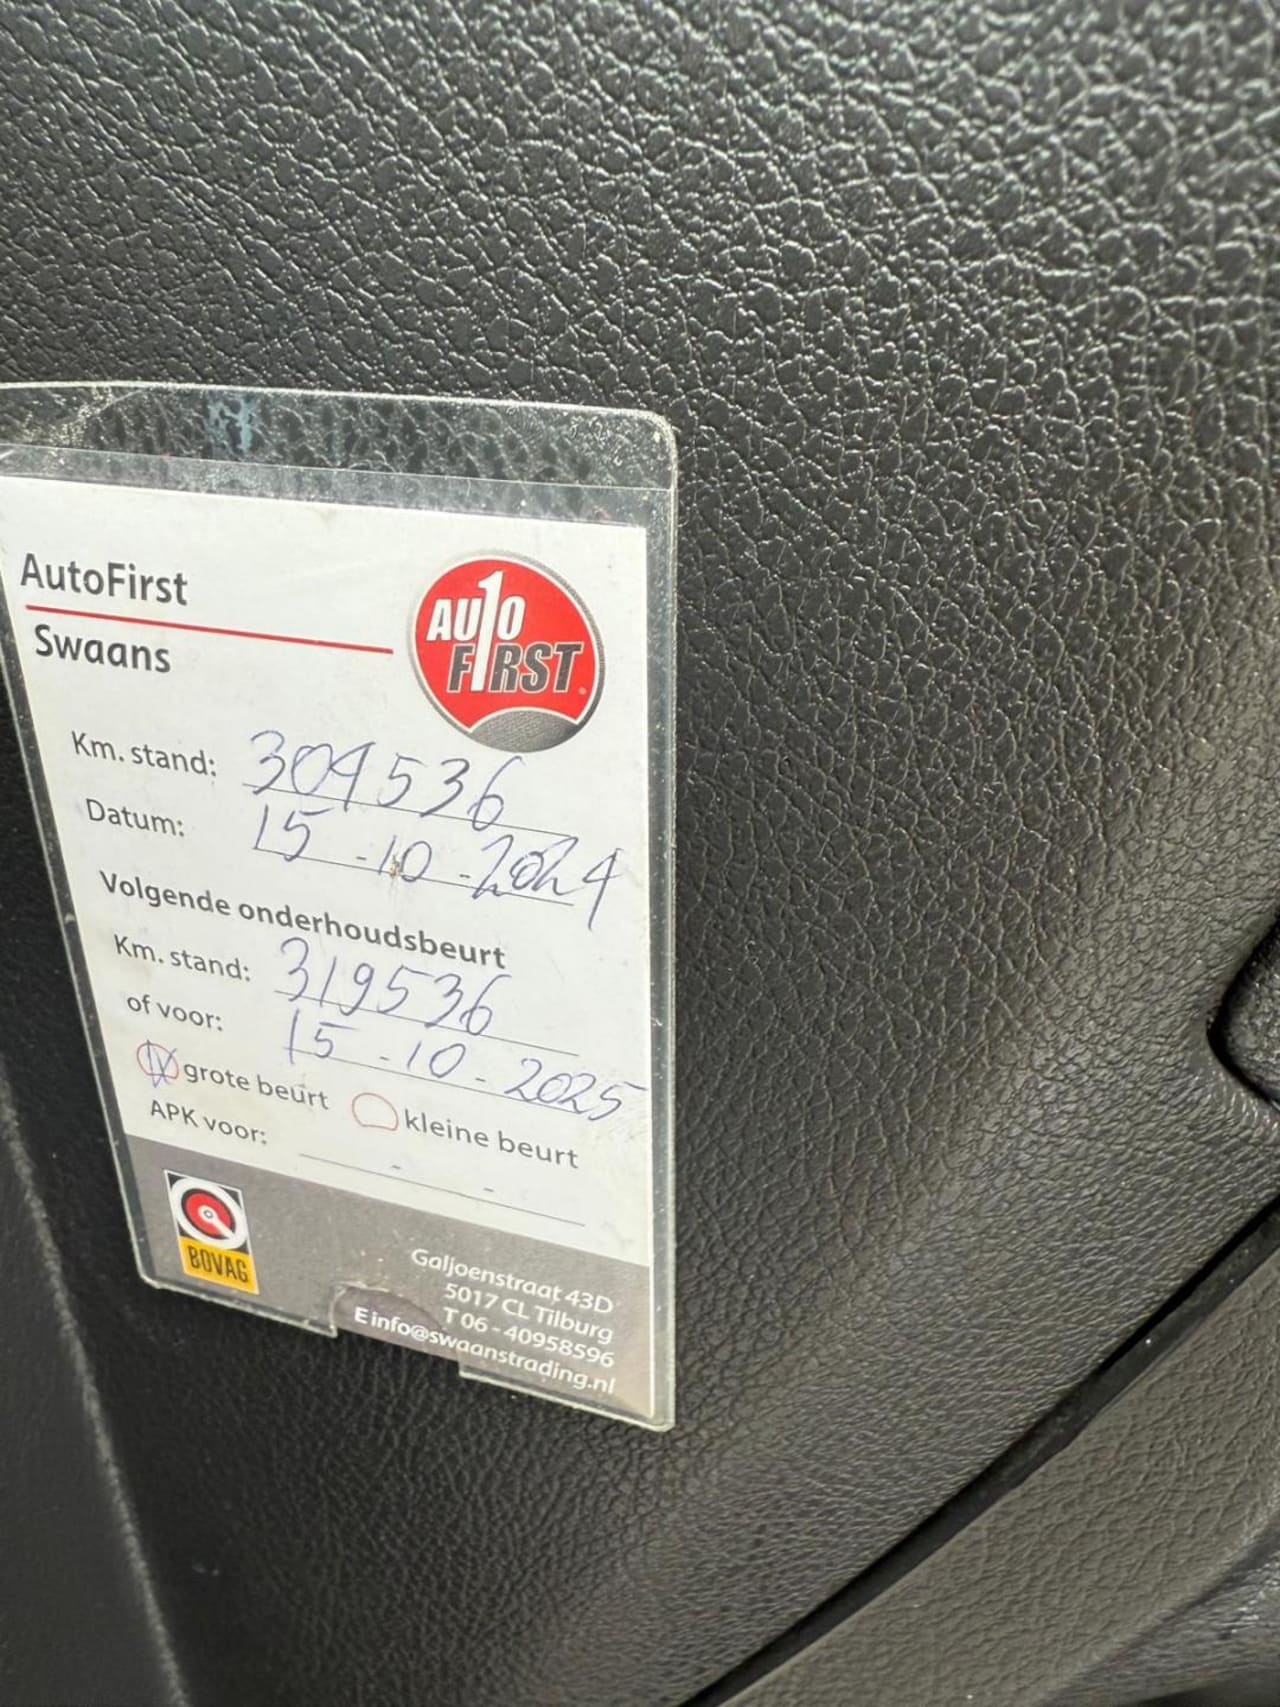 AutoFirst
Swaans
AUTO
FIRST
Km. stand: 304536
Datum: 15-10-2024
Volgende onderhoudsbeurt
Km. stand: 319536
of voor: 15-10-2025
grote beurt kleine beurt
APK voor: - -
BOVAG
Galjoenstraat 43D
5017 CL Tilburg
T 06 - 40958596
E info@swaanstrading.nl